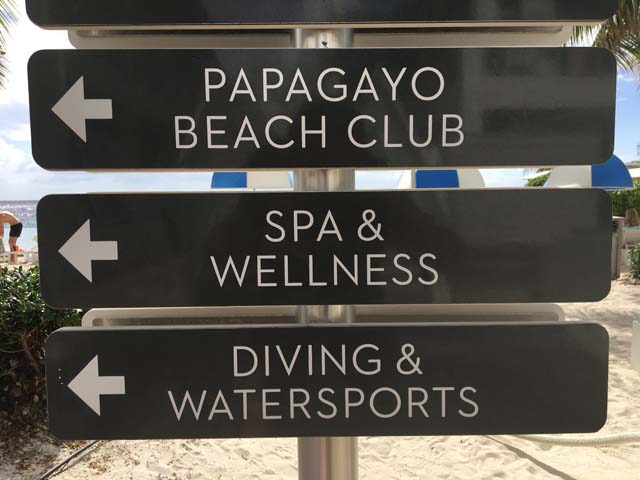 PAPAGAYO
BEACH CLUB
SPA &
WELLNESS
DIVING &
WATERSPORTS